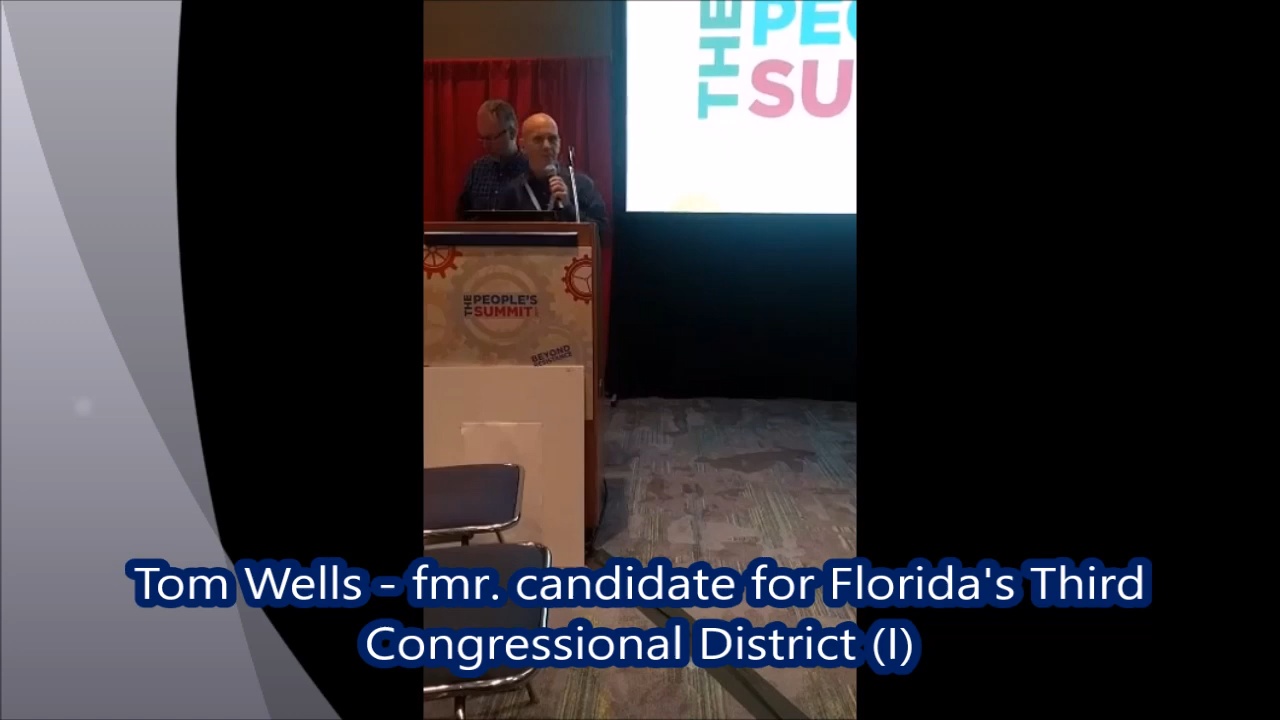 THE
PEO
SU
THE
PEOPLE'S
SUMMIT
BEYOND
RESISTANCE
Tom Wells - fmr. candidate for Florida's Third
Congressional District (I)